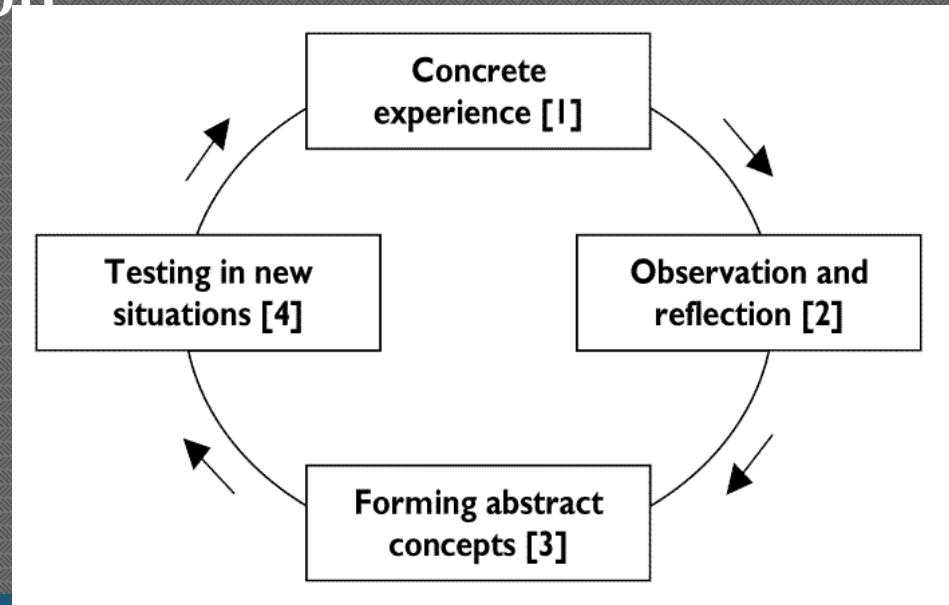 Concrete
experience [1]
Testing in new
situations [4]
Observation and
reflection [2]
Forming abstract
concepts [3]